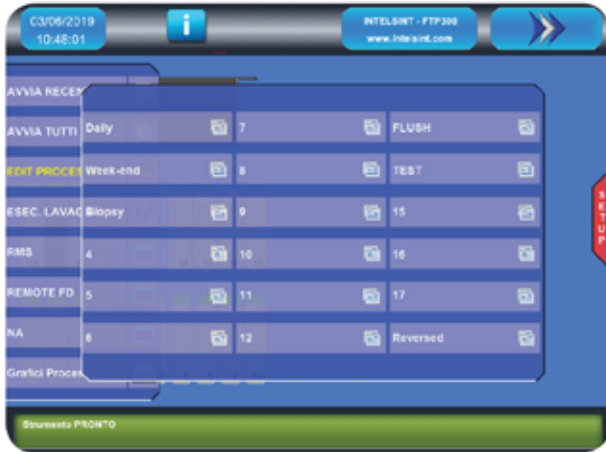 03/06/2019
10:48:01
i
INTELSINT - FTP300
www.intelsint.com
AVVIA RECEN
AVVIA TUTTI
EDIT PROCES
ESEC. LAVAG
RMS
REMOTE FD
NA
Grafici Proces
Daily
7
FLUSH
Week-end
8
TEST
Biopsy
9
15
4
10
16
5
11
17
6
12
Reversed
SETUP
Strumento PRONTO